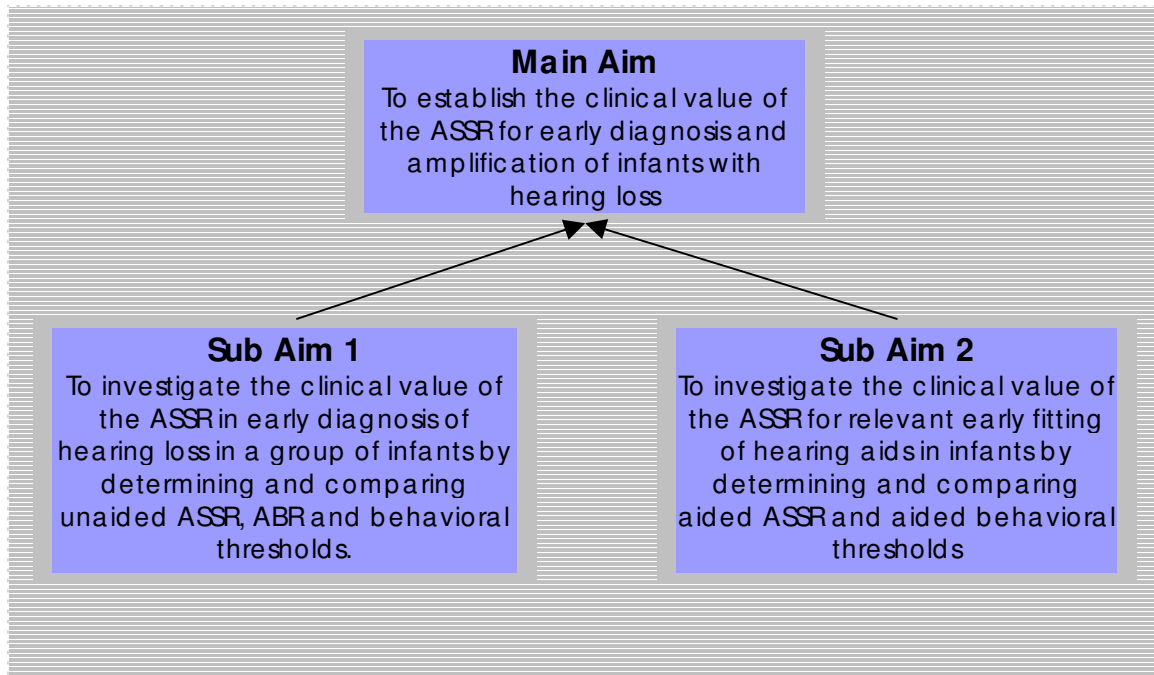 Main Aim
To establish the clinical value of
the ASSR for early diagnosis and
amplification of infants with
hearing loss
Sub Aim 1
To investigate the clinical value of
the ASSR in early diagnosis of
hearing loss in a group of infants by
determining and comparing
unaided ASSR, ABR and behavioral
thresholds.
Sub Aim 2
To investigate the clinical value of
the ASSR for relevant early fitting
of hearing aids in infants by
determining and comparing
aided ASSR and aided behavioral
thresholds